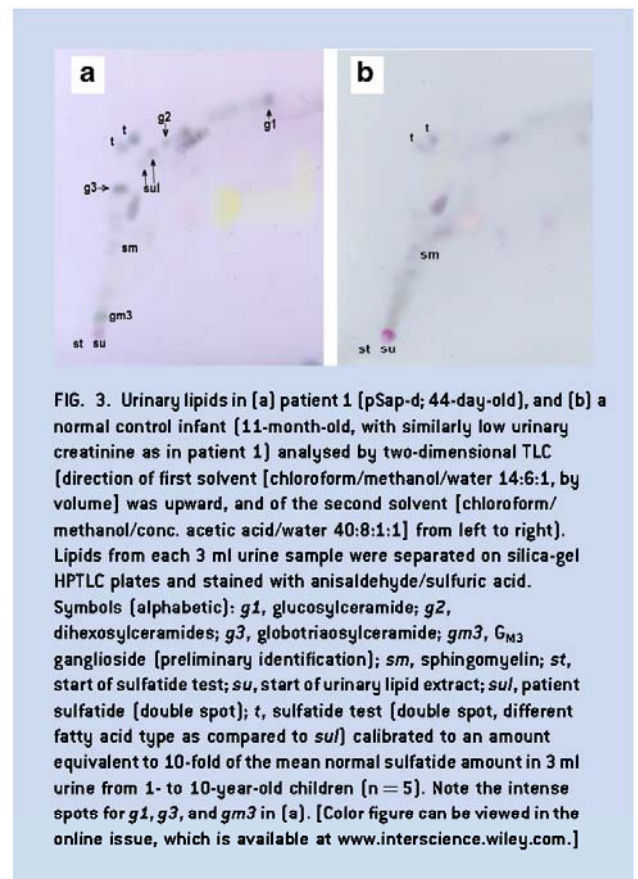 a
b
g2
g1
t
t
sul
g3
sm
gm3
st su
t
t
sm
st su
FIG. 3. Urinary lipids in (a) patient 1 (pSap-d; 44-day-old), and (b) a
normal control infant (11-month-old, with similarly low urinary
creatinine as in patient 1) analysed by two-dimensional TLC
(direction of first solvent [chloroform/methanol/water 14:6:1, by
volume] was upward, and of the second solvent [chloroform/
methanol/conc. acetic acid/water 40:8:1:1] from left to right).
Lipids from each 3 ml urine sample were separated on silica-gel
HPTLC plates and stained with anisaldehyde/sulfuric acid.
Symbols (alphabetic): g1, glucosylceramide; g2,
dihexosylceramides; g3, globotriaosylceramide; gm3, GM3
ganglioside (preliminary identification); sm, sphingomyelin; st,
start of sulfatide test; su, start of urinary lipid extract; sul, patient
sulfatide (double spot); t, sulfatide test (double spot, different
fatty acid type as compared to sul) calibrated to an amount
equivalent to 10-fold of the mean normal sulfatide amount in 3 ml
urine from 1- to 10-year-old children (n = 5). Note the intense
spots for g1, g3, and gm3 in (a). [Color figure can be viewed in the
online issue, which is available at www.interscience.wiley.com.]